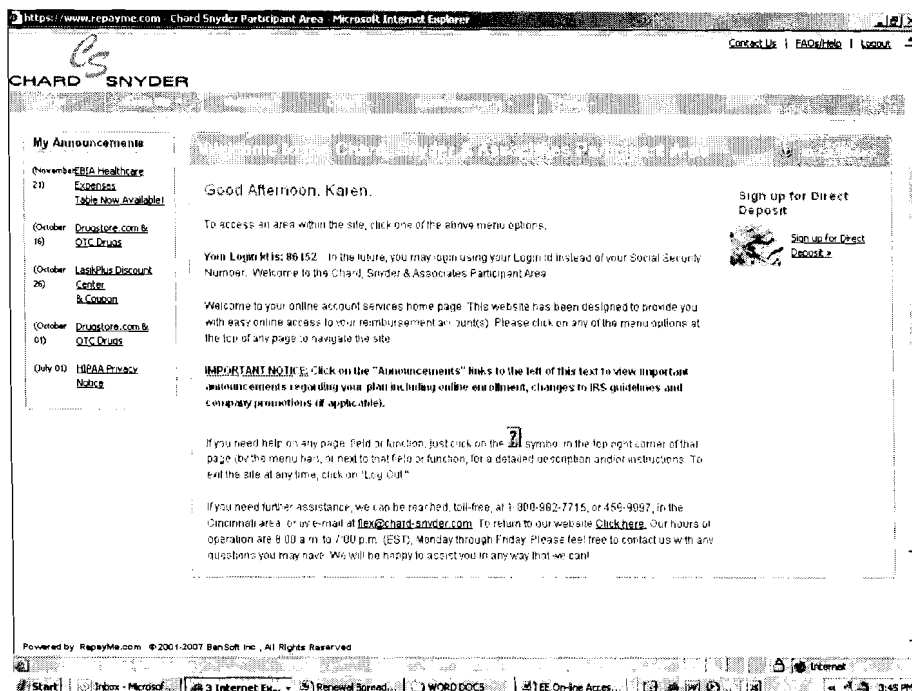 https://www.repayme.com - Chard Snyder Participant Area - Microsoft Internet Explorer
Contact Us | FAQs/Help | Logout
CS
CHARD SNYDER
My Announcements
(November 21) EBIA Healthcare Expenses Table Now Available!
(October 16) Drugstore.com & OTC Drugs
(October 26) LasikPlus Discount Center & Coupon
(October 01) Drugstore.com & OTC Drugs
(July 01) HIPAA Privacy Notice
Good Afternoon, Karen.
To access an area within the site, click one of the above menu options.
Your Login Id is: 86152 In the future, you may login using your Login Id instead of your Social Security
Number. Welcome to the Chard, Snyder & Associates Participant Area
Welcome to your online account services home page. This website has been designed to provide you
with easy online access to your reimbursement account(s). Please click on any of the menu options at
the top of any page to navigate the site
IMPORTANT NOTICE: Click on the "Announcements" links to the left of this text to view important
announcements regarding your plan including online enrollment, changes to IRS guidelines and
company promotions (if applicable).
If you need help on any page, field or function, just click on the ? symbol in the top right corner of that
page (by the menu bar), or next to that field or function, for a detailed description and/or instructions. To
exit the site at any time, click on "Log Out"
If you need further assistance, we can be reached, toll-free, at 1-800-982-7715, or 459-9997, in the
Cincinnati area, or by e-mail at flex@chard-snyder.com. To return to our website Click here. Our hours of
operation are 8:00 a.m. to 7:00 p.m. (EST), Monday through Friday. Please feel free to contact us with any
questions you may have. We will be happy to assist you in any way that we can!
Sign up for Direct
Deposit
Sign up for Direct
Deposit >
Powered by RepayMe.com © 2001-2007 BenSoft Inc., All Rights Reserved
Internet
Start
Inbox - Microsof...
3 Internet Ex...
Renewal Spread...
WORD DOCS
EE On-line Acces...
3:45 PM